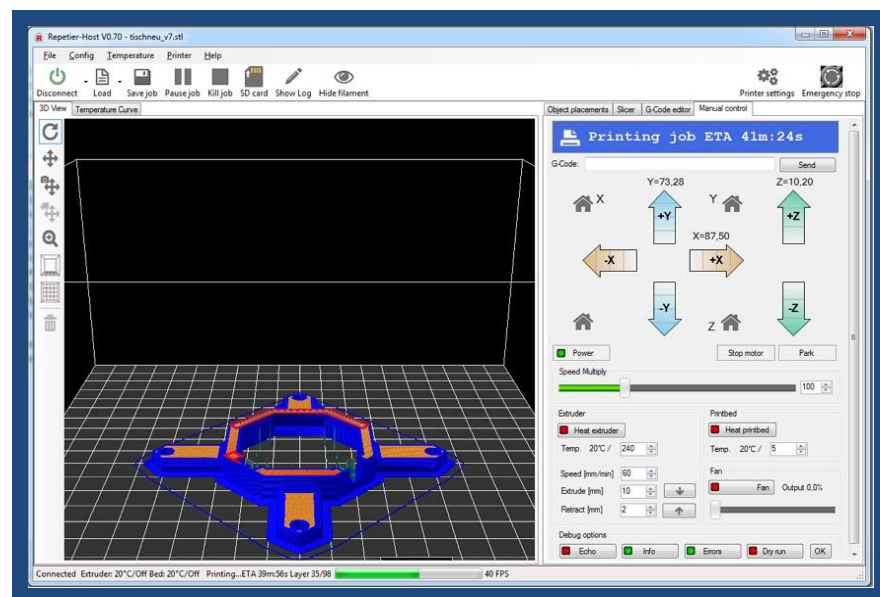 Repetier-Host V0.70 - tischneu_v7.stl
File Config Temperature Printer Help
Disconnect Load Save job Pause job Kill job SD card Show Log Hide filament Printer settings Emergency stop
3D View Temperature Curve
Object placements Slicer G-Code editor Manual control
Printing job ETA 41m:24s
G-Code: Send
Y=73,28 Z=10,20
X Y
+Y +Z
X=87,50
-X +X
-Y -Z
Z
Power Stop motor Park
Speed Multiply
100
Extruder Printbed
Heat extruder Heat printbed
Temp. 20°C / 240 Temp. 20°C / 5
Speed [mm/min] 60 Fan
Extrude [mm] 10 Fan Output 0,0%
Retract [mm] 2
Debug options
Echo Info Errors Dry run OK
Connected Extruder: 20°C/Off Bed: 20°C/Off Printing...ETA 39m:56s Layer 35/98 40 FPS